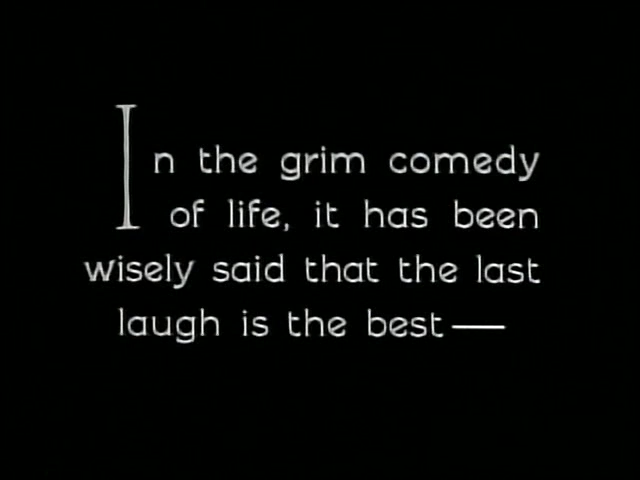 In the grim comedy
of life, it has been
wisely said that the last
laugh is the best—